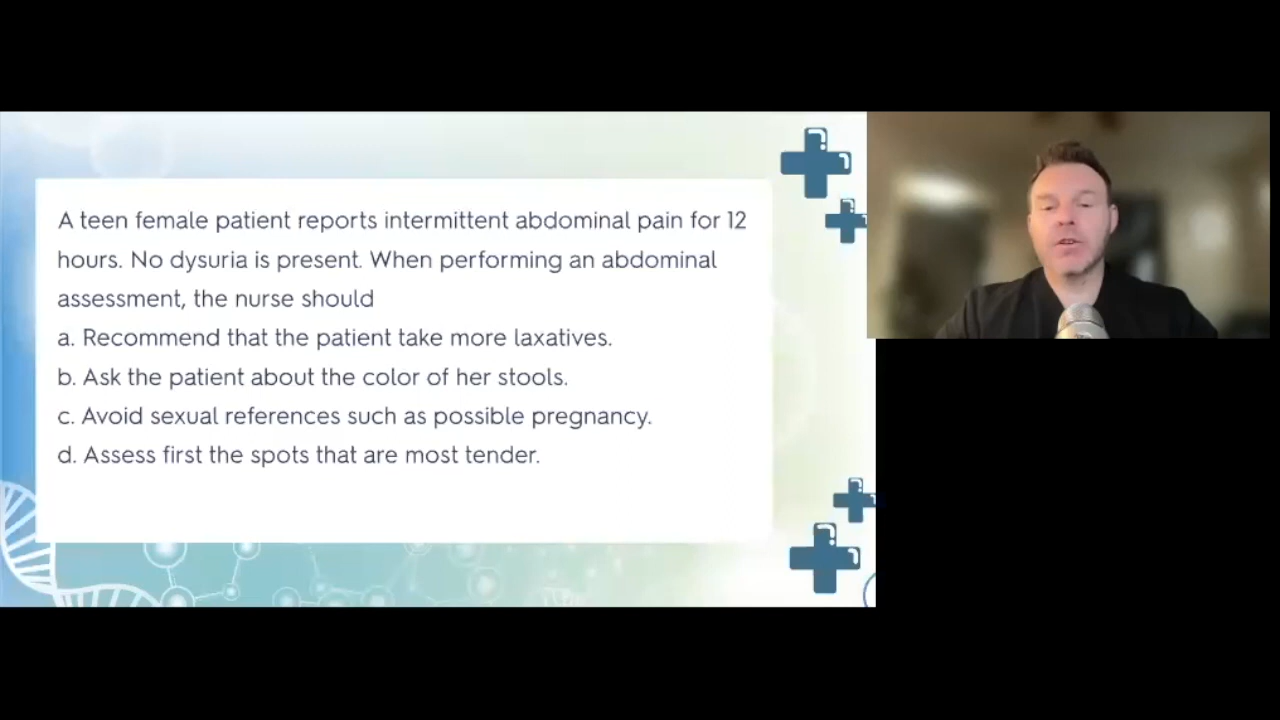 A teen female patient reports intermittent abdominal pain for 12
hours. No dysuria is present. When performing an abdominal
assessment, the nurse should
a. Recommend that the patient take more laxatives.
b. Ask the patient about the color of her stools.
c. Avoid sexual references such as possible pregnancy.
d. Assess first the spots that are most tender.